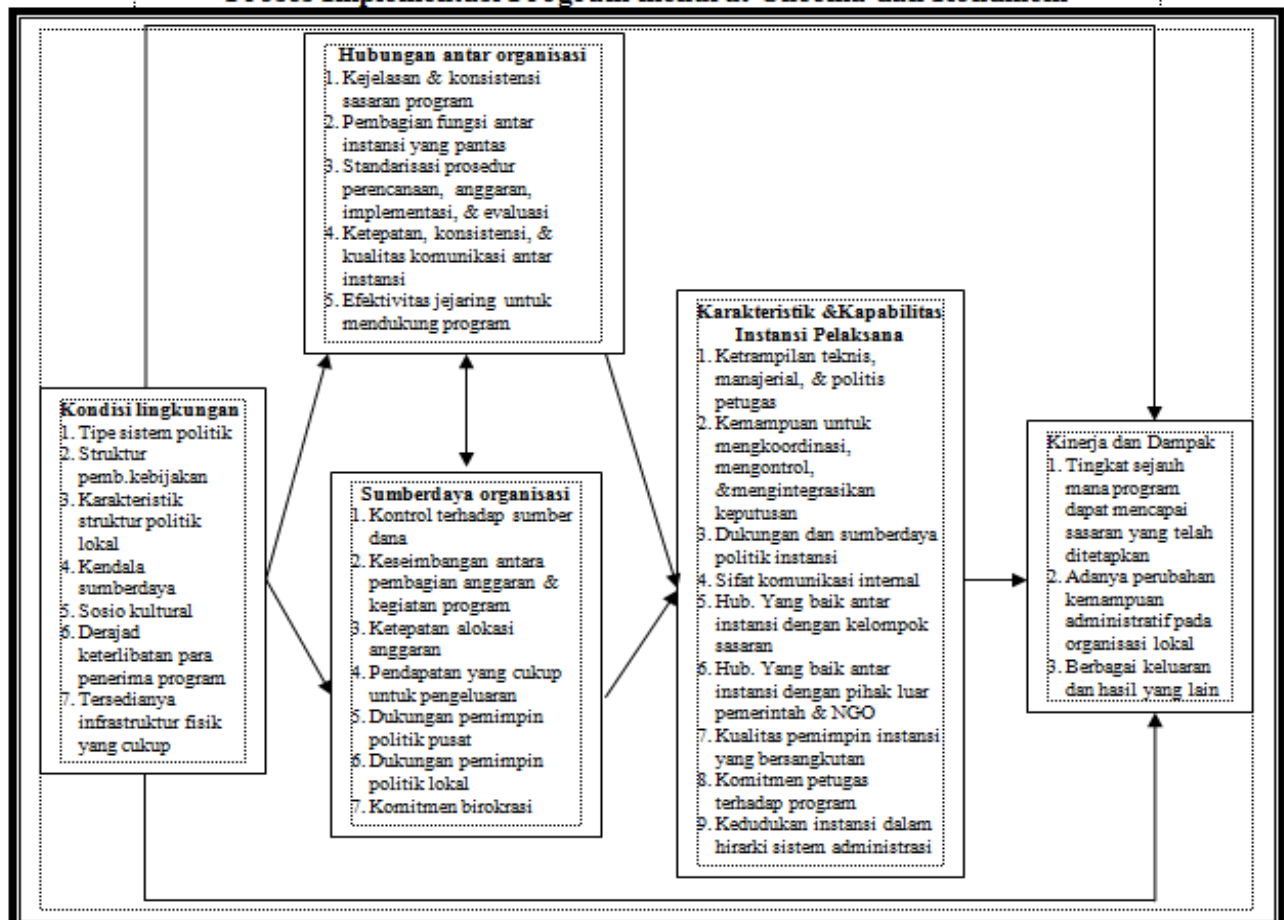 Proses Implementasi Program menurut Cheema dan Rondinelli
Hubungan antar organisasi
1. Kejelasan & konsistensi
sasaran program
2. Pembagian fungsi antar
instansi yang pantas
3. Standarisasi prosedur
perencanaan, anggaran,
implementasi, & evaluasi
4. Ketepatan, konsistensi, &
kualitas komunikasi antar
instansi
5. Efektivitas jejaring untuk
mendukung program
Kondisi lingkungan
1. Tipe sistem politik
2. Struktur
pemb.kebijakan
3. Karakteristik
struktur politik
lokal
4. Kendala
sumberdaya
5. Sosio kultural
6. Derajad
keterlibatan para
penerima program
7. Tersedianya
infrastruktur fisik
yang cukup
Sumberdaya organisasi
1. Kontrol terhadap sumber
dana
2. Keseimbangan antara
pembagian anggaran &
kegiatan program
3. Ketepatan alokasi
anggaran
4. Pendapatan yang cukup
untuk pengeluaran
5. Dukungan pemimpin
politik pusat
6. Dukungan pemimpin
politik lokal
7. Komitmen birokrasi
Karakteristik &Kapabilitas
Instansi Pelaksana
1. Ketrampilan teknis,
manajerial, & politis
petugas
2. Kemampuan untuk
mengkoordinasi,
mengontrol,
&mengintegrasikan
keputusan
3. Dukungan dan sumberdaya
politik instansi
4. Sifat komunikasi internal
5. Hub. Yang baik antar
instansi dengan kelompok
sasaran
6. Hub. Yang baik antar
instansi dengan pihak luar
pemerintah & NGO
7. Kualitas pemimpin instansi
yang bersangkutan
8. Komitmen petugas
terhadap program
9. Kedudukan instansi dalam
hirarki sistem administrasi
Kinerja dan Dampak
1. Tingkat sejauh
mana program
dapat mencapai
sasaran yang telah
ditetapkan
2. Adanya perubahan
kemampuan
administratif pada
organisasi lokal
3. Berbagai keluaran
dan hasil yang lain